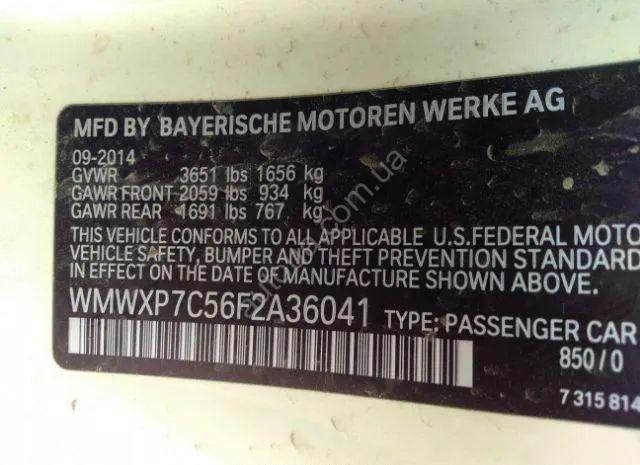 MFD BY BAYERISCHE MOTOREN WERKE AG
09-2014
GVWR 3651 lbs 1656 kg
GAWR FRONT 2059 lbs 934 kg
GAWR REAR 1691 lbs 767 kg
THIS VEHICLE CONFORMS TO ALL APPLICABLE U.S.FEDERAL MOTO
VEHICLE SAFETY, BUMPER AND THEFT PREVENTION STANDAR
IN EFFECT ON THE DATE OF MANUFACTURE SHOWN ABOVE.
WMWXP7C56F2A36041 TYPE: PASSENGER CAR
850/0
7 315 814